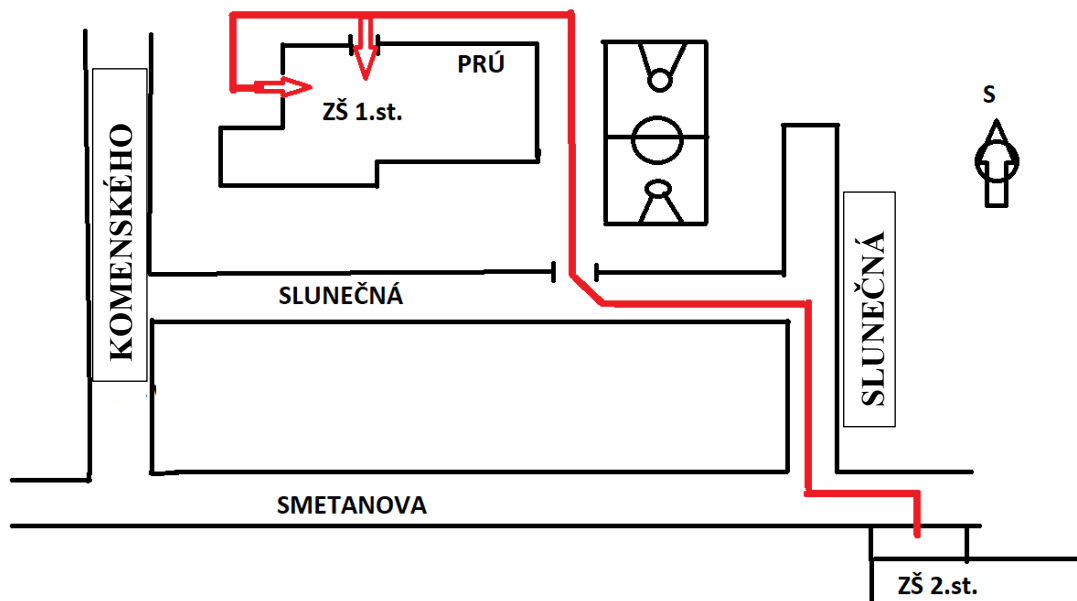 PRÚ
ZŠ 1.st.
S
KOMENSKÉHO
SLUNEČNÁ
SLUNEČNÁ
SMETANOVA
ZŠ 2.st.